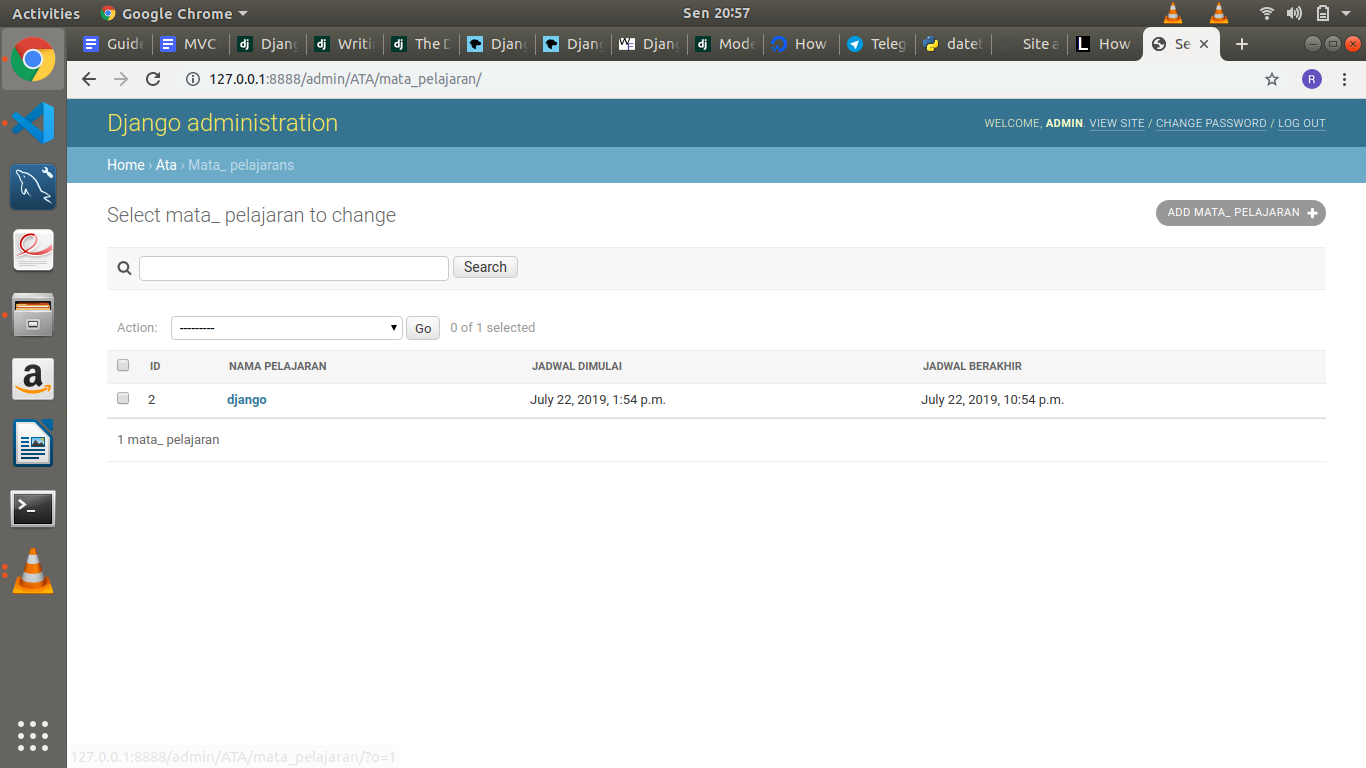 Activities Google Chrome Sen 20:57
Guide MVC Djang Writi The D Djang Djang Djang Mode How Teleg datet Site a How Se
127.0.0.1:8888/admin/ATA/mata_pelajaran/ R
Django administration WELCOME, ADMIN. VIEW SITE / CHANGE PASSWORD / LOG OUT
Home › Ata › Mata_ pelajarans
Select mata_ pelajaran to change ADD MATA_ PELAJARAN +
Search
Action: --------- Go 0 of 1 selected
ID NAMA PELAJARAN JADWAL DIMULAI JADWAL BERAKHIR
2 django July 22, 2019, 1:54 p.m. July 22, 2019, 10:54 p.m.
1 mata_ pelajaran
127.0.0.1:8888/admin/ATA/mata_pelajaran/?o=1